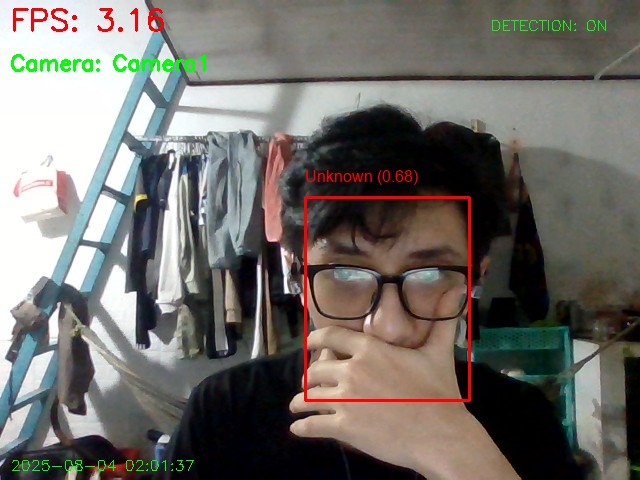 FPS: 3.16
DETECTION: ON
Camera: Camera1
Unknown (0.68)
2025-08-04 02:01:37